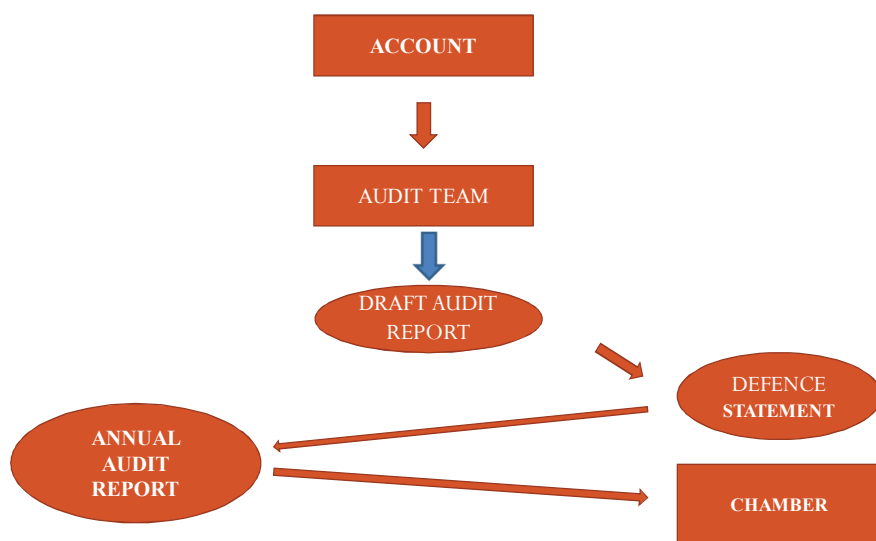 ACCOUNT
AUDIT TEAM
DRAFT AUDIT
REPORT
DEFENCE
STATEMENT
ANNUAL
AUDIT
REPORT
CHAMBER